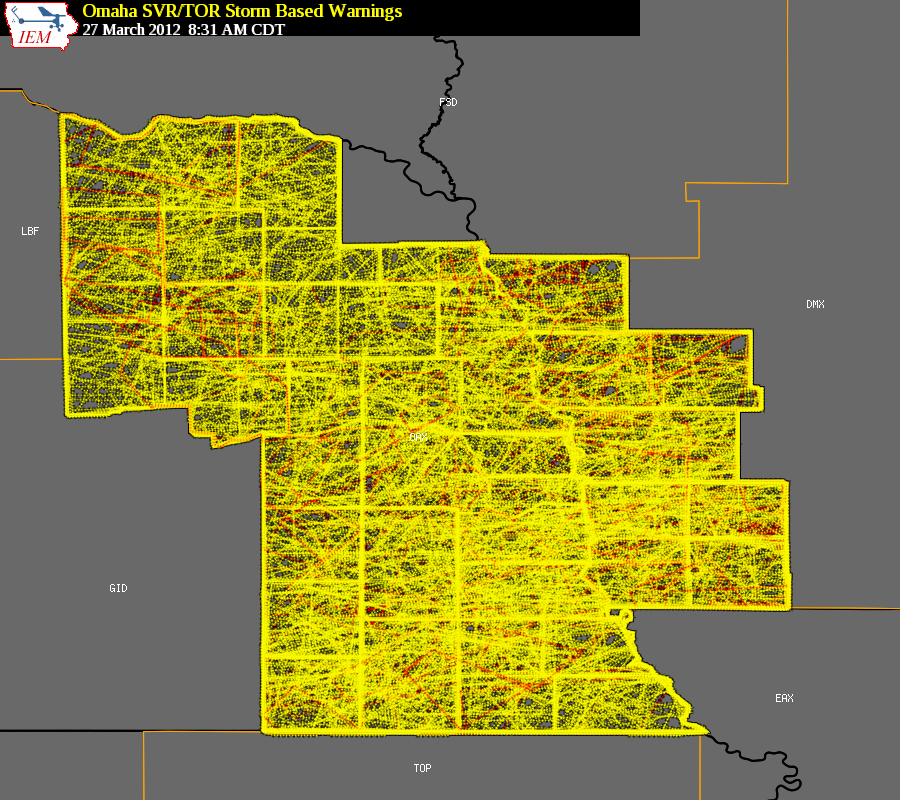 Omaha SVR/TOR Storm Based Warnings
IEM
27 March 2012 8:31 AM CDT
FSD
LBF
DMX
OAX
GID
EAX
TOP